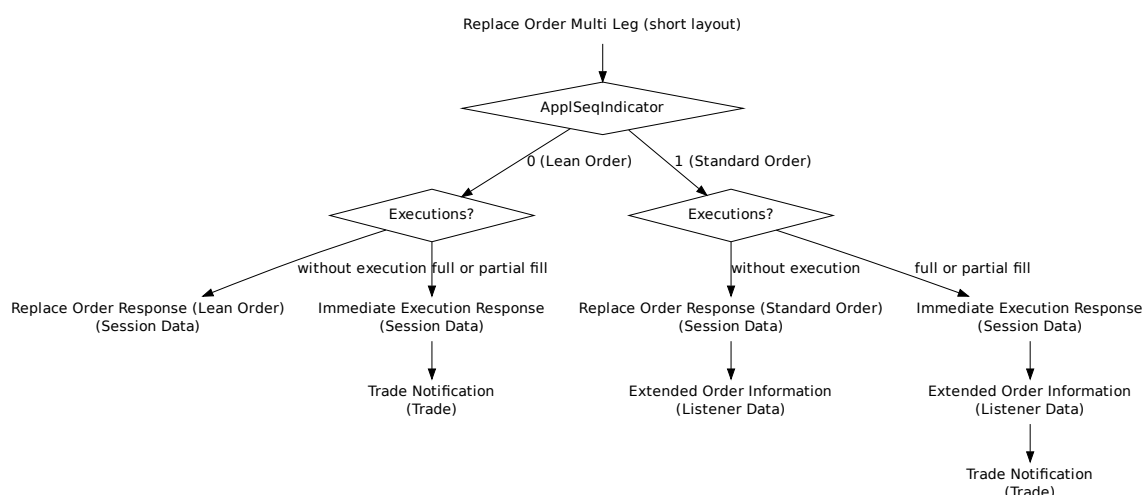 Replace Order Multi Leg (short layout)
ApplSeqIndicator
0 (Lean Order)
1 (Standard Order)
Executions?
Executions?
without execution
full or partial fill
without execution
full or partial fill
Replace Order Response (Lean Order)
(Session Data)
Immediate Execution Response
(Session Data)
Replace Order Response (Standard Order)
(Session Data)
Immediate Execution Response
(Session Data)
Trade Notification
(Trade)
Extended Order Information
(Listener Data)
Extended Order Information
(Listener Data)
Trade Notification
(Trade)